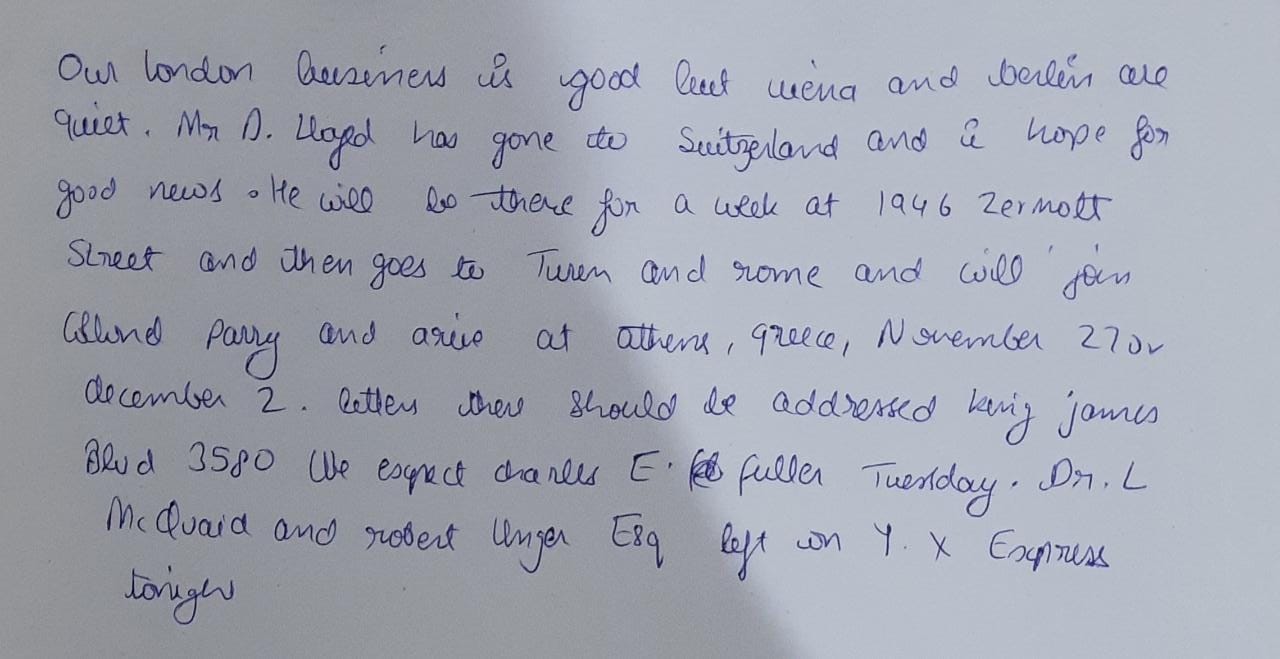 Our london business is good but viena and berlin are
quiet. Mr D. Lloyd has gone to Suitzerland and i hope for
good news. He will be there for a week at 1946 Zermott
Street and then goes to Turen and rome and will join
Parry and arive at athens, greece, November 27 or
december 2. letters there should be addressed king james
Blvd 3580 We expect charles E. fuller Tuesday. Dr. L
McQuaid and robert Unger Esq left on Y. X Express
tonight